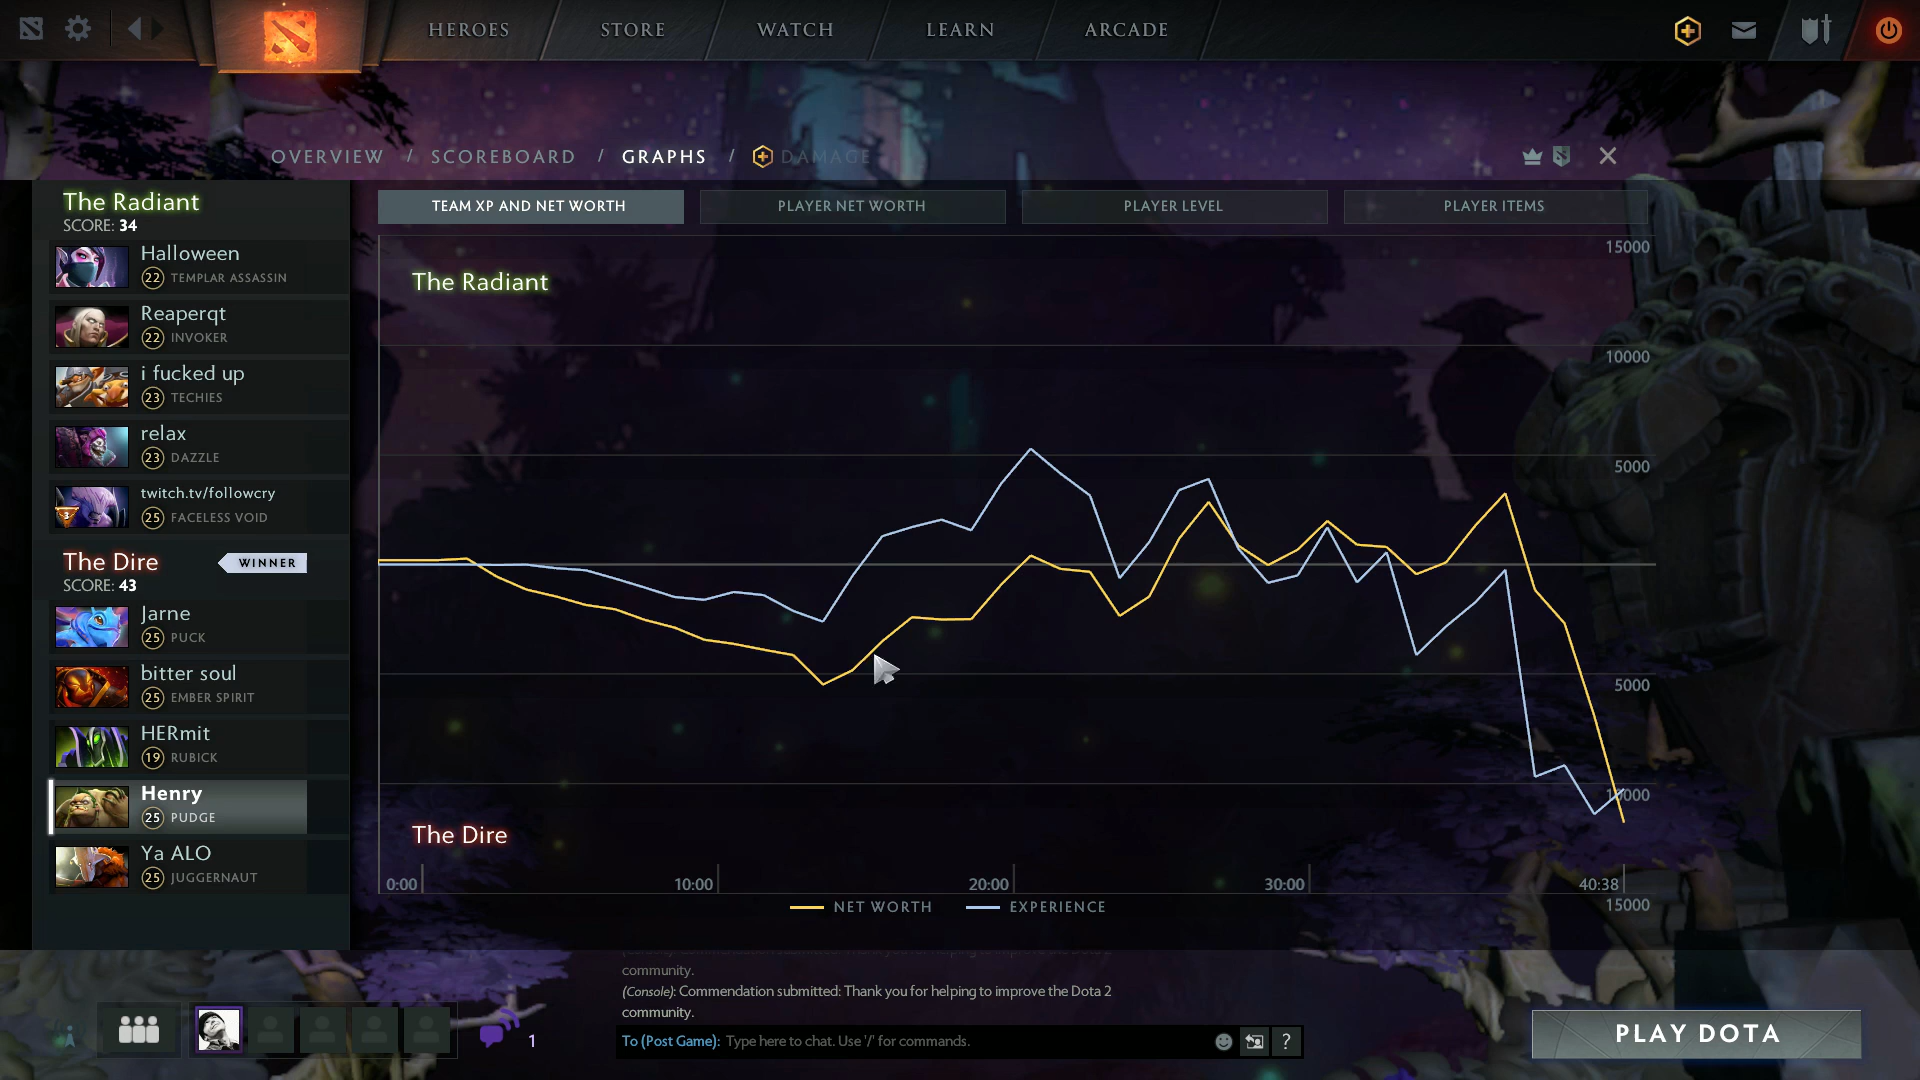 HEROES
STORE
WATCH
LEARN
ARCADE
OVERVIEW / SCOREBOARD / GRAPHS / DAMAGE
The Radiant
SCORE: 34
Halloween
22 TEMPLAR ASSASSIN
Reaperqt
22 INVOKER
i fucked up
23 TECHIES
relax
23 DAZZLE
3
twitch.tv/followcry
25 FACELESS VOID
The Dire
WINNER
SCORE: 43
Jarne
25 PUCK
bitter soul
25 EMBER SPIRIT
HERmit
19 RUBICK
Henry
25 PUDGE
Ya ALO
25 JUGGERNAUT
TEAM XP AND NET WORTH
PLAYER NET WORTH
PLAYER LEVEL
PLAYER ITEMS
15000
The Radiant
10000
5000
5000
10000
The Dire
0:00
10:00
20:00
30:00
40:38
15000
NET WORTH
EXPERIENCE
community.
(Console): Commendation submitted: Thank you for helping to improve the Dota 2
community.
1
To (Post Game): Type here to chat. Use '/' for commands.
?
PLAY DOTA